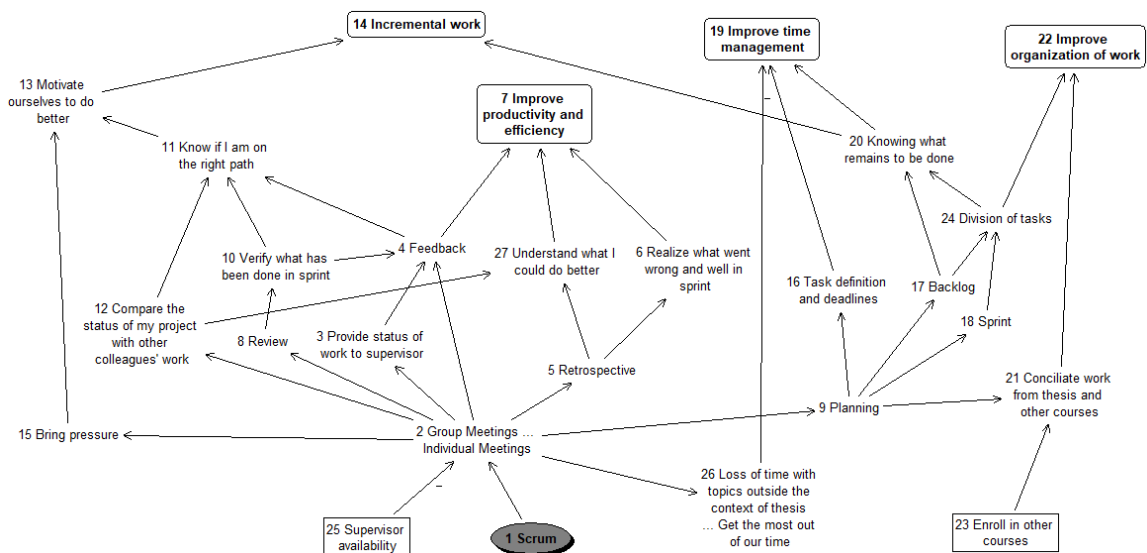 14 Incremental work
19 Improve time
management
22 Improve
organization of work
13 Motivate
ourselves to do
better
7 Improve
productivity and
efficiency
–
11 Know if I am on
the right path
20 Knowing what
remains to be done
24 Division of tasks
4 Feedback
27 Understand what I
could do better
6 Realize what went
wrong and well in
sprint
10 Verify what has
been done in sprint
16 Task definition
and deadlines
17 Backlog
18 Sprint
12 Compare the
status of my project
with other
colleagues' work
8 Review
3 Provide status of
work to supervisor
5 Retrospective
21 Conciliate work
from thesis and
other courses
9 Planning
15 Bring pressure
2 Group Meetings ...
Individual Meetings
–
26 Loss of time with
topics outside the
context of thesis
... Get the most out
of our time
25 Supervisor
availability
1 Scrum
23 Enroll in other
courses